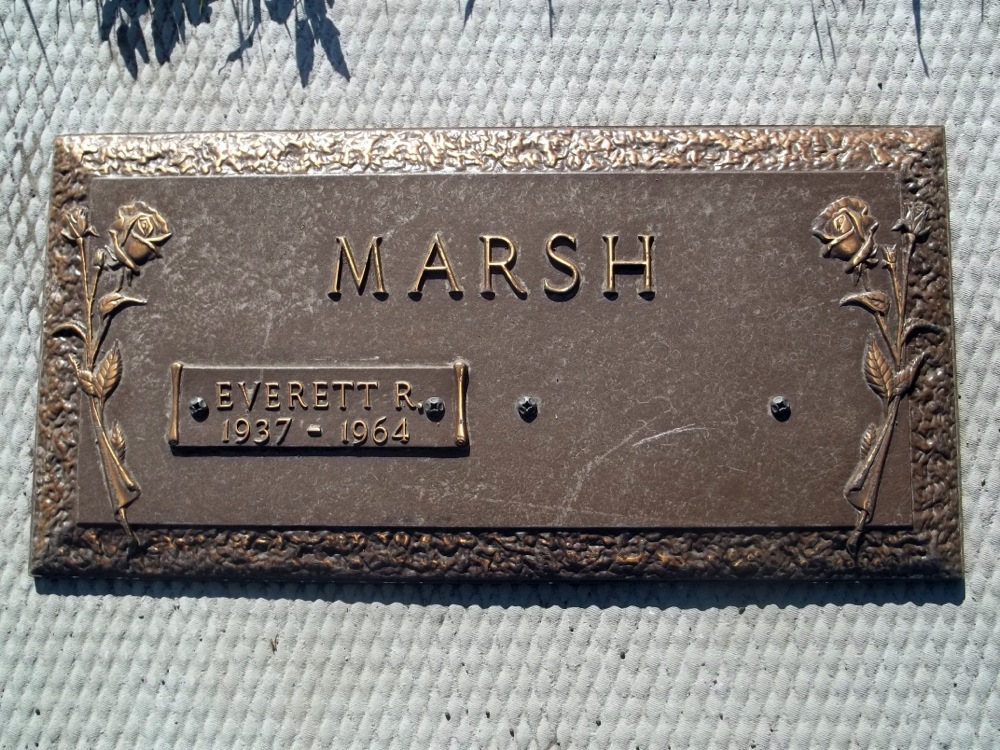 MARSH
EVERETT R.
1937 - 1964